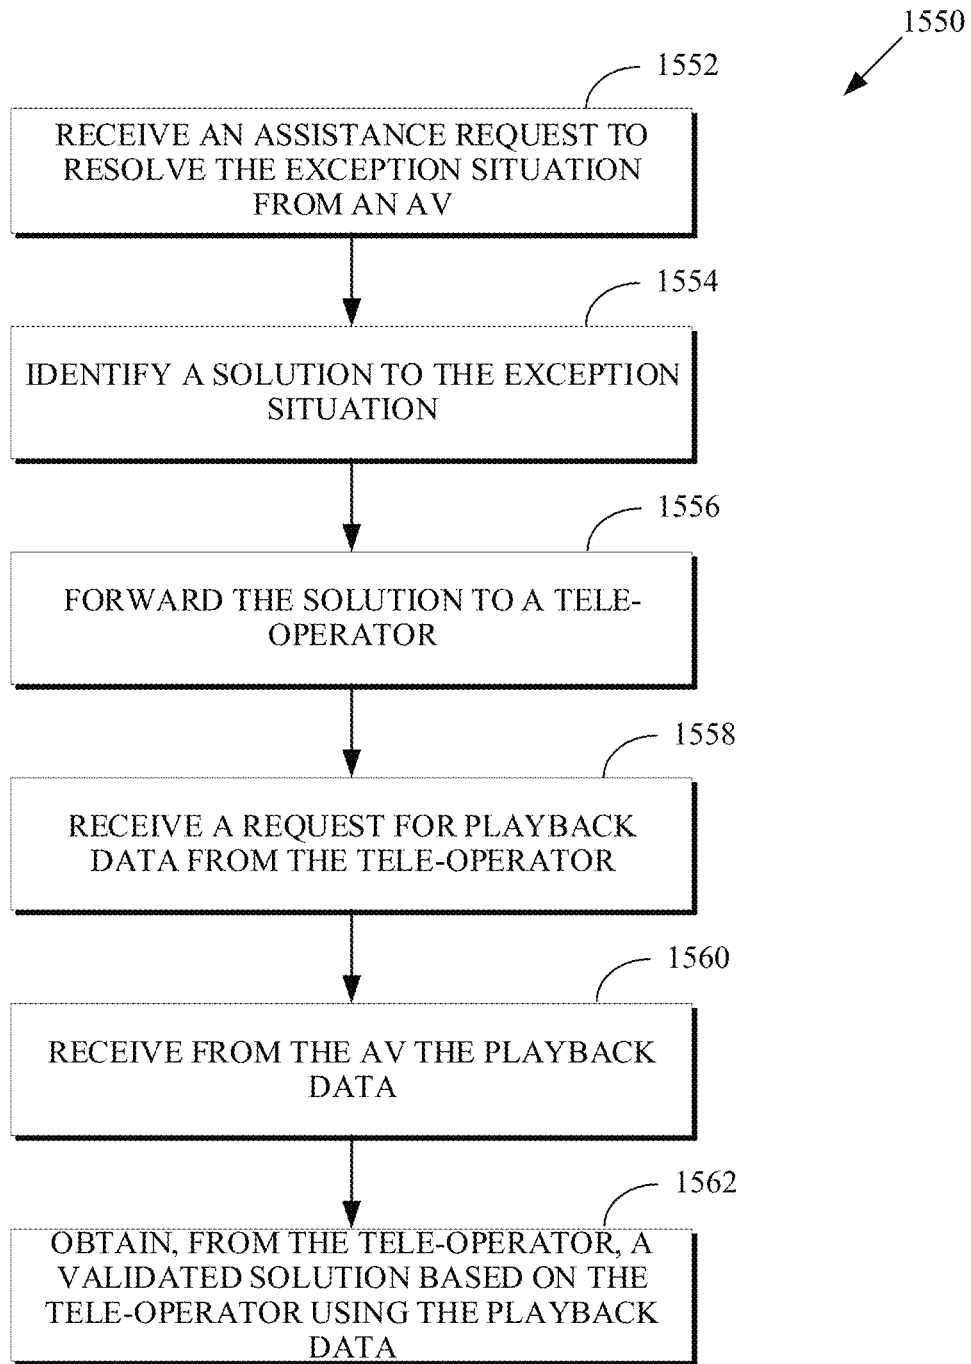 1550
1552
RECEIVE AN ASSISTANCE REQUEST TO
RESOLVE THE EXCEPTION SITUATION
FROM AN AV
1554
IDENTIFY A SOLUTION TO THE EXCEPTION
SITUATION
1556
FORWARD THE SOLUTION TO A TELE-
OPERATOR
1558
RECEIVE A REQUEST FOR PLAYBACK
DATA FROM THE TELE-OPERATOR
1560
RECEIVE FROM THE AV THE PLAYBACK
DATA
1562
OBTAIN, FROM THE TELE-OPERATOR, A
VALIDATED SOLUTION BASED ON THE
TELE-OPERATOR USING THE PLAYBACK
DATA